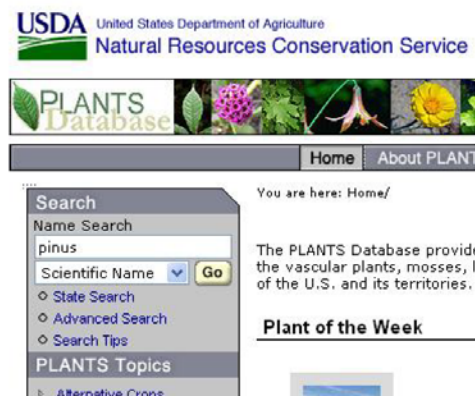 USDA
United States Department of Agriculture
Natural Resources Conservation Service
PLANTS
Database
Home
About PLANT
Search
You are here: Home/
Name Search
pinus
Scientific Name
Go
State Search
Advanced Search
Search Tips
PLANTS Topics
Alternative Crops
The PLANTS Database provide
the vascular plants, mosses,
of the U.S. and its territories.
Plant of the Week